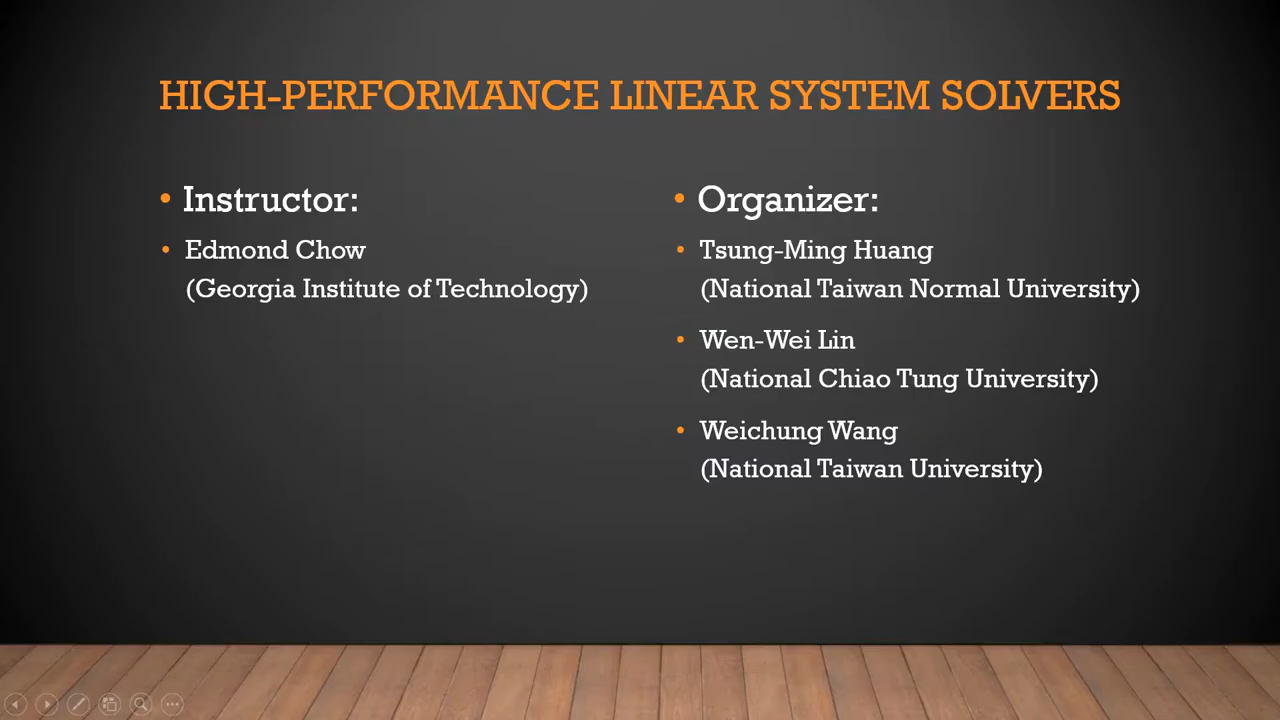 HIGH-PERFORMANCE LINEAR SYSTEM SOLVERS
• Instructor:
• Edmond Chow
(Georgia Institute of Technology)
• Organizer:
• Tsung-Ming Huang
(National Taiwan Normal University)
• Wen-Wei Lin
(National Chiao Tung University)
• Weichung Wang
(National Taiwan University)